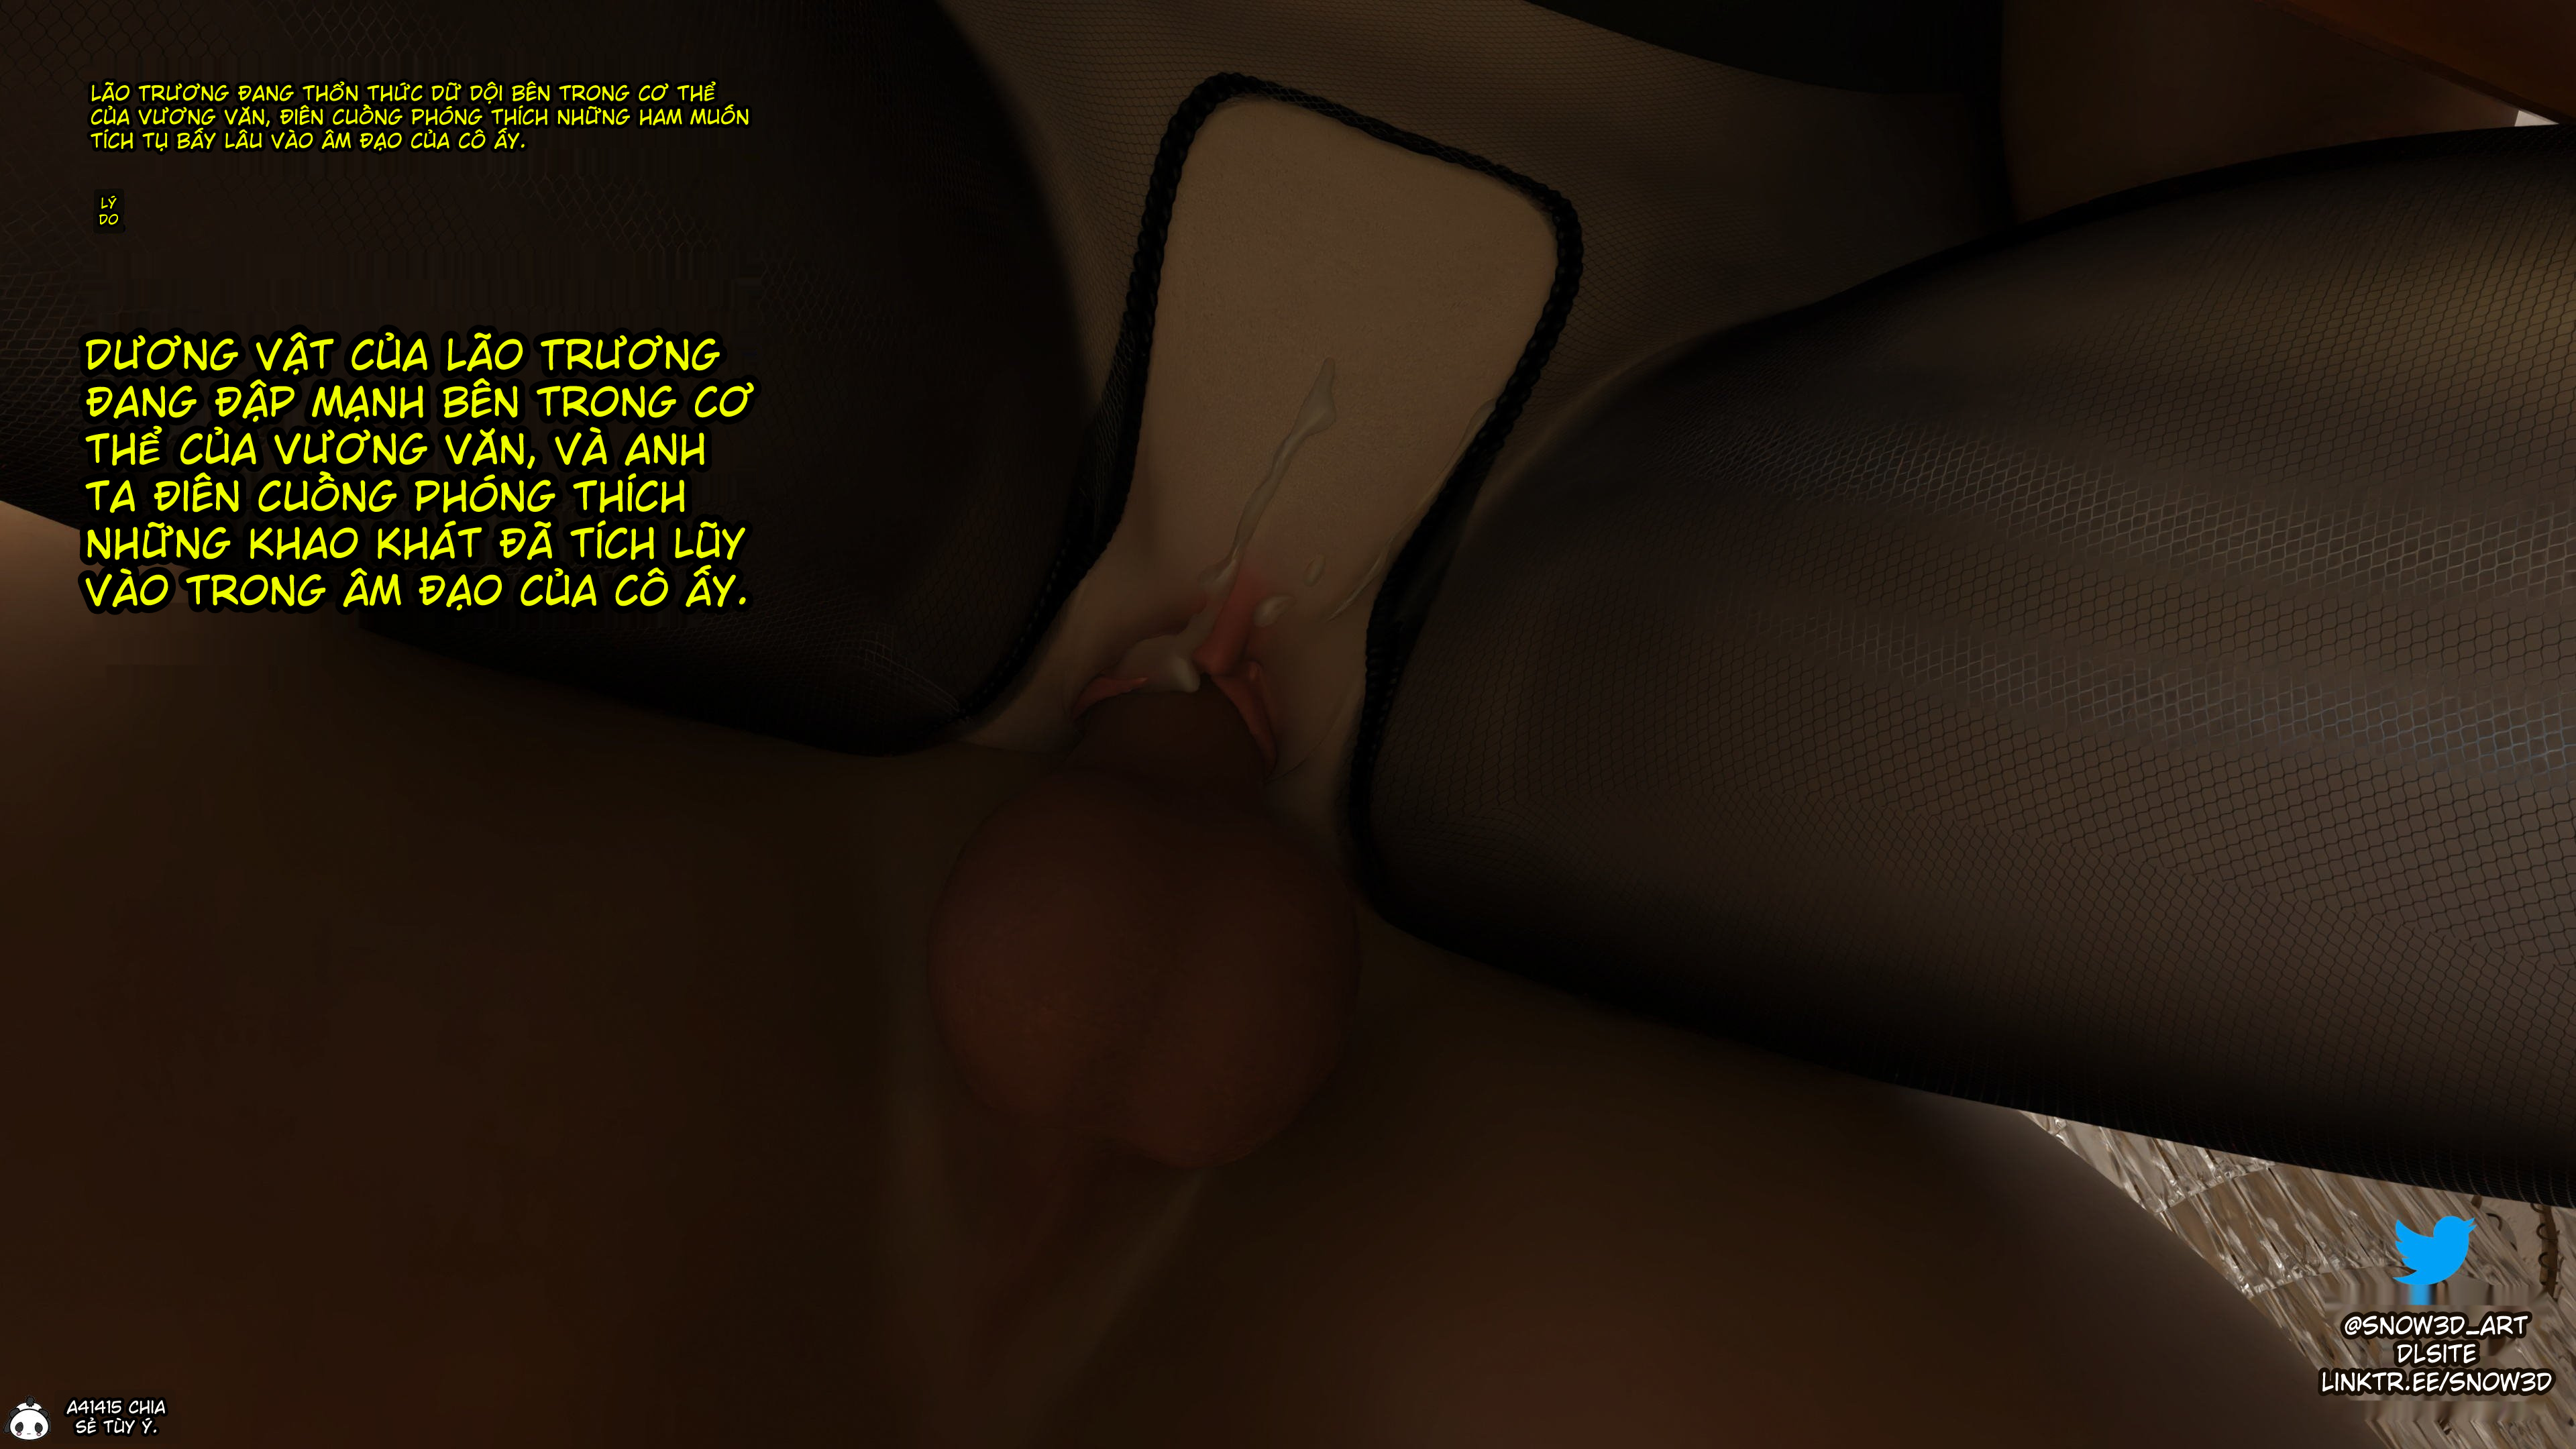 LÃO TRƯƠNG ĐANG THỔN THỨC DỮ DỘI BÊN TRONG CƠ THỂ
CỦA VƯƠNG VĂN, ĐIÊN CUỒNG PHÓNG THÍCH NHỮNG HAM MUỐN
TÍCH TỤ BẤY LÂU VÀO ÂM ĐẠO CỦA CÔ ẤY.
LÝ
DO
DƯƠNG VẬT CỦA LÃO TRƯƠNG
ĐANG ĐẬP MẠNH BÊN TRONG CƠ
THỂ CỦA VƯƠNG VĂN, VÀ ANH
TA ĐIÊN CUỒNG PHÓNG THÍCH
NHỮNG KHAO KHÁT ĐÃ TÍCH LŨY
VÀO TRONG ÂM ĐẠO CỦA CÔ ẤY.
@SNOW3D_ART
DLSITE
LINKTR.EE/SNOW3D
A41415 CHIA
SẺ TÙY Ý.